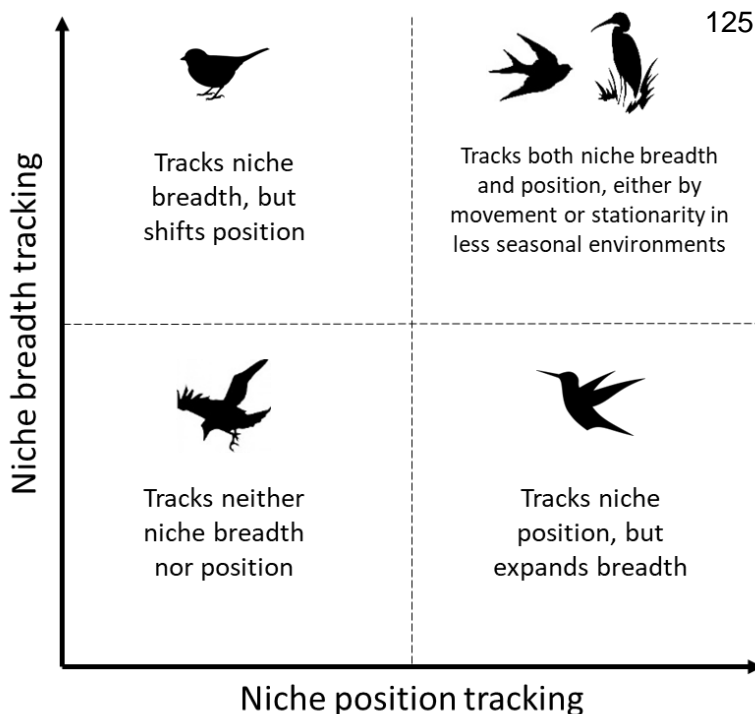 125
Tracks niche
breadth, but
shifts position
Tracks both niche breadth
and position, either by
movement or stationarity in
less seasonal environments
Niche breadth tracking
Tracks neither
niche breadth
nor position
Tracks niche
position, but
expands breadth
Niche position tracking